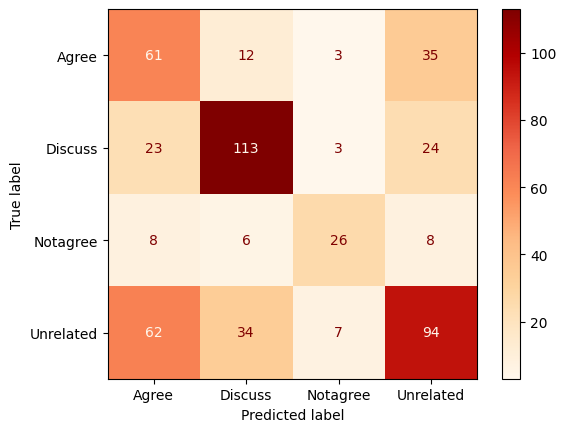 Agree 61 12 3 35
Discuss 23 113 3 24
Notagree 8 6 26 8
Unrelated 62 34 7 94
Agree Discuss Notagree Unrelated
Predicted label
True label
100
80
60
40
20